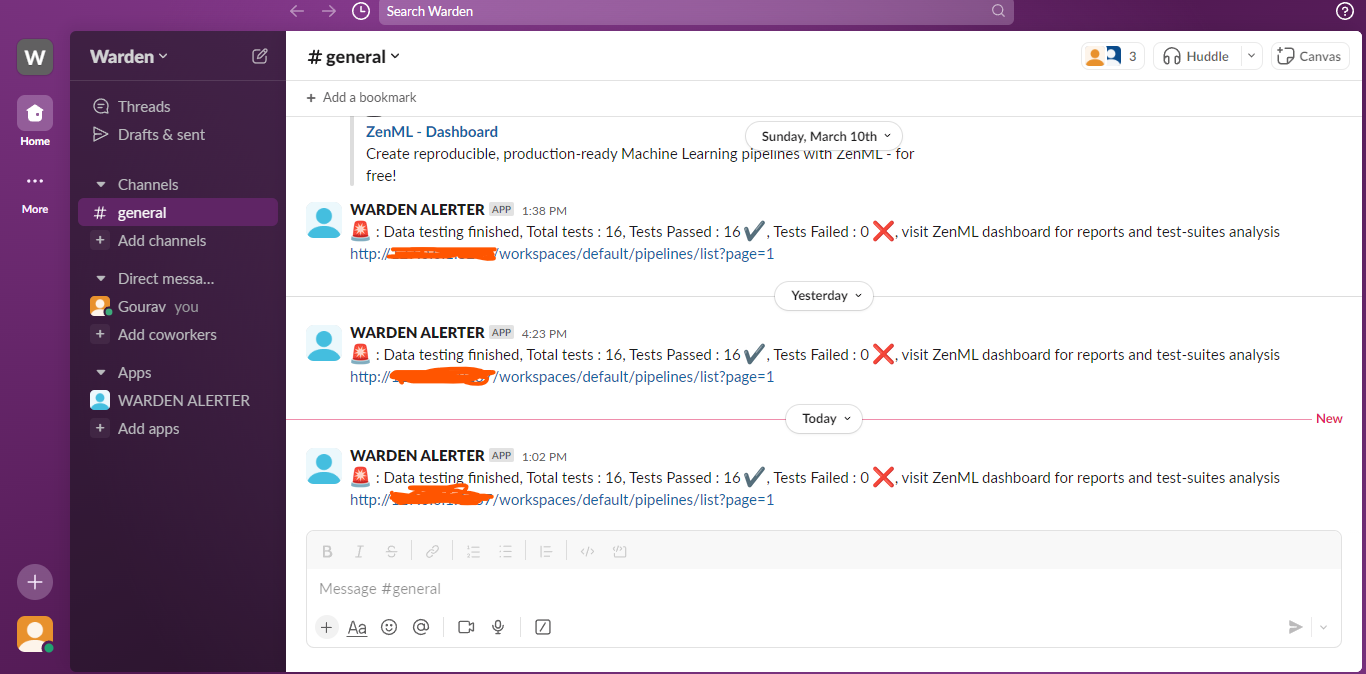 Search Warden
W
Warden
# general
3
Huddle
Canvas
Home
More
Threads
Drafts & sent
Channels
# general
+ Add channels
Direct messa...
Gourav you
+ Add coworkers
Apps
WARDEN ALERTER
+ Add apps
+ Add a bookmark
ZenML - Dashboard
Sunday, March 10th
Create reproducible, production-ready Machine Learning pipelines with ZenML - for
free!
WARDEN ALERTER APP 1:38 PM
🚨 : Data testing finished, Total tests : 16, Tests Passed : 16 ✔️, Tests Failed : 0 ❌, visit ZenML dashboard for reports and test-suites analysis
http://
/workspaces/default/pipelines/list?page=1
Yesterday
WARDEN ALERTER APP 4:23 PM
🚨 : Data testing finished, Total tests : 16, Tests Passed : 16 ✔️, Tests Failed : 0 ❌, visit ZenML dashboard for reports and test-suites analysis
http://
/workspaces/default/pipelines/list?page=1
Today
New
WARDEN ALERTER APP 1:02 PM
🚨 : Data testing finished, Total tests : 16, Tests Passed : 16 ✔️, Tests Failed : 0 ❌, visit ZenML dashboard for reports and test-suites analysis
http://
/workspaces/default/pipelines/list?page=1
B I S
Message #general
+ Aa @